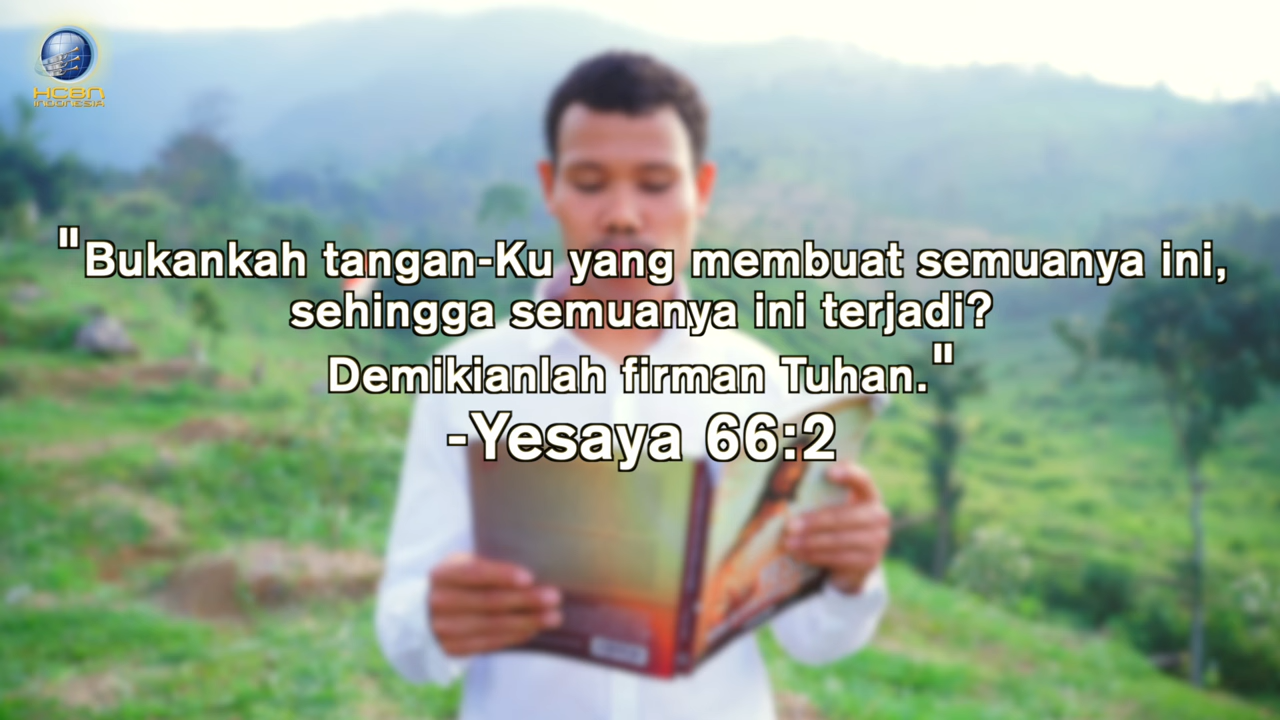 HCBN
INDONESIA
"Bukankah tangan-Ku yang membuat semuanya ini,
sehingga semuanya ini terjadi?
Demikianlah firman Tuhan."
-Yesaya 66:2